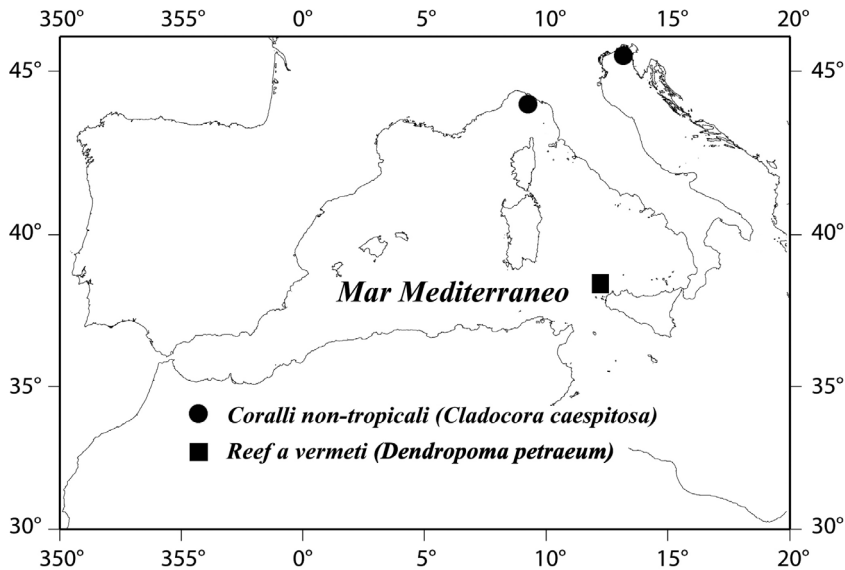 350° 355° 0° 5° 10° 15° 20°
45° 45°
40° 40°
Mar Mediterraneo
35° 35°
Coralli non-tropicali (Cladocora caespitosa)
Reef a vermeti (Dendropoma petraeum)
30° 30°
350° 355° 0° 5° 10° 15° 20°